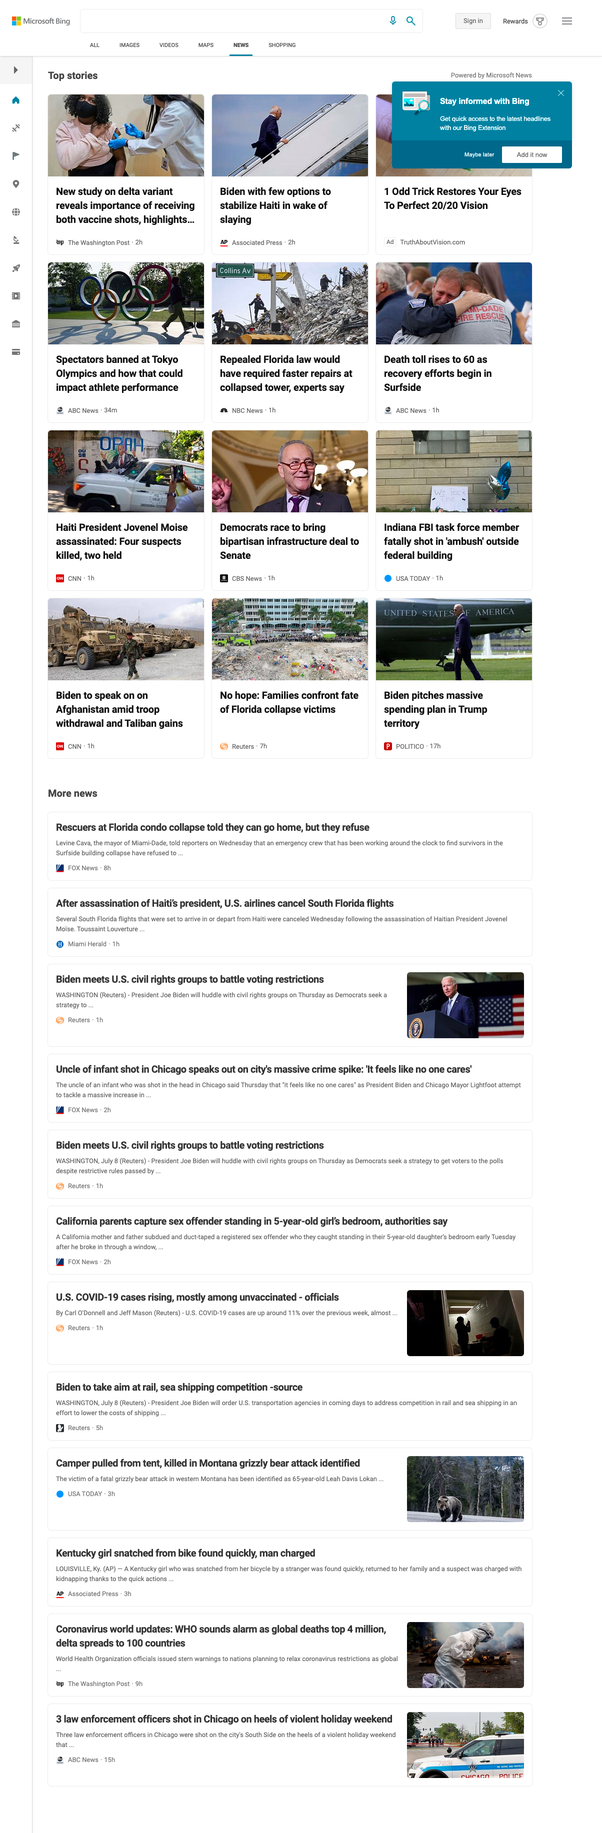 Microsoft Bing
Sign in
Rewards
ALL
IMAGES
VIDEOS
MAPS
NEWS
SHOPPING
Top stories
Powered by Microsoft News
Stay informed with Bing
Get quick access to the latest headlines
with our Bing Extension
Maybe later
Add it now
New study on delta variant
reveals importance of receiving
both vaccine shots, highlights...
The Washington Post · 2h
Biden with few options to
stabilize Haiti in wake of
slaying
AP Associated Press · 2h
1 Odd Trick Restores Your Eyes
To Perfect 20/20 Vision
Ad TruthAboutVision.com
Spectators banned at Tokyo
Olympics and how that could
impact athlete performance
ABC News · 34m
Collins Av
Repealed Florida law would
have required faster repairs at
collapsed tower, experts say
NBC News · 1h
MI-DADE
RE RESCUE
Death toll rises to 60 as
recovery efforts begin in
Surfside
ABC News · 1h
Haiti President Jovenel Moise
assassinated: Four suspects
killed, two held
CNN · 1h
Democrats race to bring
bipartisan infrastructure deal to
Senate
CBS News · 1h
Indiana FBI task force member
fatally shot in 'ambush' outside
federal building
USA TODAY · 1h
Biden to speak on on
Afghanistan amid troop
withdrawal and Taliban gains
CNN · 1h
No hope: Families confront fate
of Florida collapse victims
Reuters · 7h
UNITED STATES OF AMERICA
Biden pitches massive
spending plan in Trump
territory
POLITICO · 17h
More news
Rescuers at Florida condo collapse told they can go home, but they refuse
Levine Cava, the mayor of Miami-Dade, told reporters on Wednesday that an emergency crew that has been working around the clock to find survivors in the
Surfside building collapse have refused to ...
FOX News · 8h
After assassination of Haiti's president, U.S. airlines cancel South Florida flights
Several South Florida flights that were set to arrive in or depart from Haiti were canceled Wednesday following the assassination of Haitian President Jovenel
Moïse. Toussaint Louverture ...
Miami Herald · 1h
Biden meets U.S. civil rights groups to battle voting restrictions
WASHINGTON (Reuters) - President Joe Biden will huddle with civil rights groups on Thursday as Democrats seek a
strategy to ...
Reuters · 1h
Uncle of infant shot in Chicago speaks out on city's massive crime spike: 'It feels like no one cares'
The uncle of an infant who was shot in the head in Chicago said Thursday that "it feels like no one cares" as President Biden and Chicago Mayor Lightfoot attempt
to tackle a massive increase in ...
FOX News · 2h
Biden meets U.S. civil rights groups to battle voting restrictions
WASHINGTON, July 8 (Reuters) - President Joe Biden will huddle with civil rights groups on Thursday as Democrats seek a strategy to get voters to the polls
despite restrictive rules passed by ...
Reuters · 1h
California parents capture sex offender standing in 5-year-old girl's bedroom, authorities say
A California mother and father subdued and duct-taped a registered sex offender who they caught standing in their 5-year-old daughter's bedroom early Tuesday
after he broke in through a window, ...
FOX News · 2h
U.S. COVID-19 cases rising, mostly among unvaccinated - officials
By Carl O'Donnell and Jeff Mason (Reuters) - U.S. COVID-19 cases are up around 11% over the previous week, almost ...
Reuters · 1h
Biden to take aim at rail, sea shipping competition -source
WASHINGTON, July 8 (Reuters) - President Joe Biden will order U.S. transportation agencies in coming days to address competition in rail and sea shipping in an
effort to lower the costs of shipping ...
Reuters · 5h
Camper pulled from tent, killed in Montana grizzly bear attack identified
The victim of a fatal grizzly bear attack in western Montana has been identified as 65-year-old Leah Davis Lokan ...
USA TODAY · 3h
Kentucky girl snatched from bike found quickly, man charged
LOUISVILLE, Ky. (AP) — A Kentucky girl who was snatched from her bicycle by a stranger was found quickly, returned to her family and a suspect was charged with
kidnapping thanks to the quick actions ...
AP Associated Press · 3h
Coronavirus world updates: WHO sounds alarm as global deaths top 4 million,
delta spreads to 100 countries
World Health Organization officials issued stern warnings to nations planning to relax coronavirus restrictions as global
...
The Washington Post · 9h
3 law enforcement officers shot in Chicago on heels of violent holiday weekend
Three law enforcement officers in Chicago were shot on the city's South Side on the heels of a violent holiday weekend
that ...
ABC News · 15h
CHICAGO POLICE